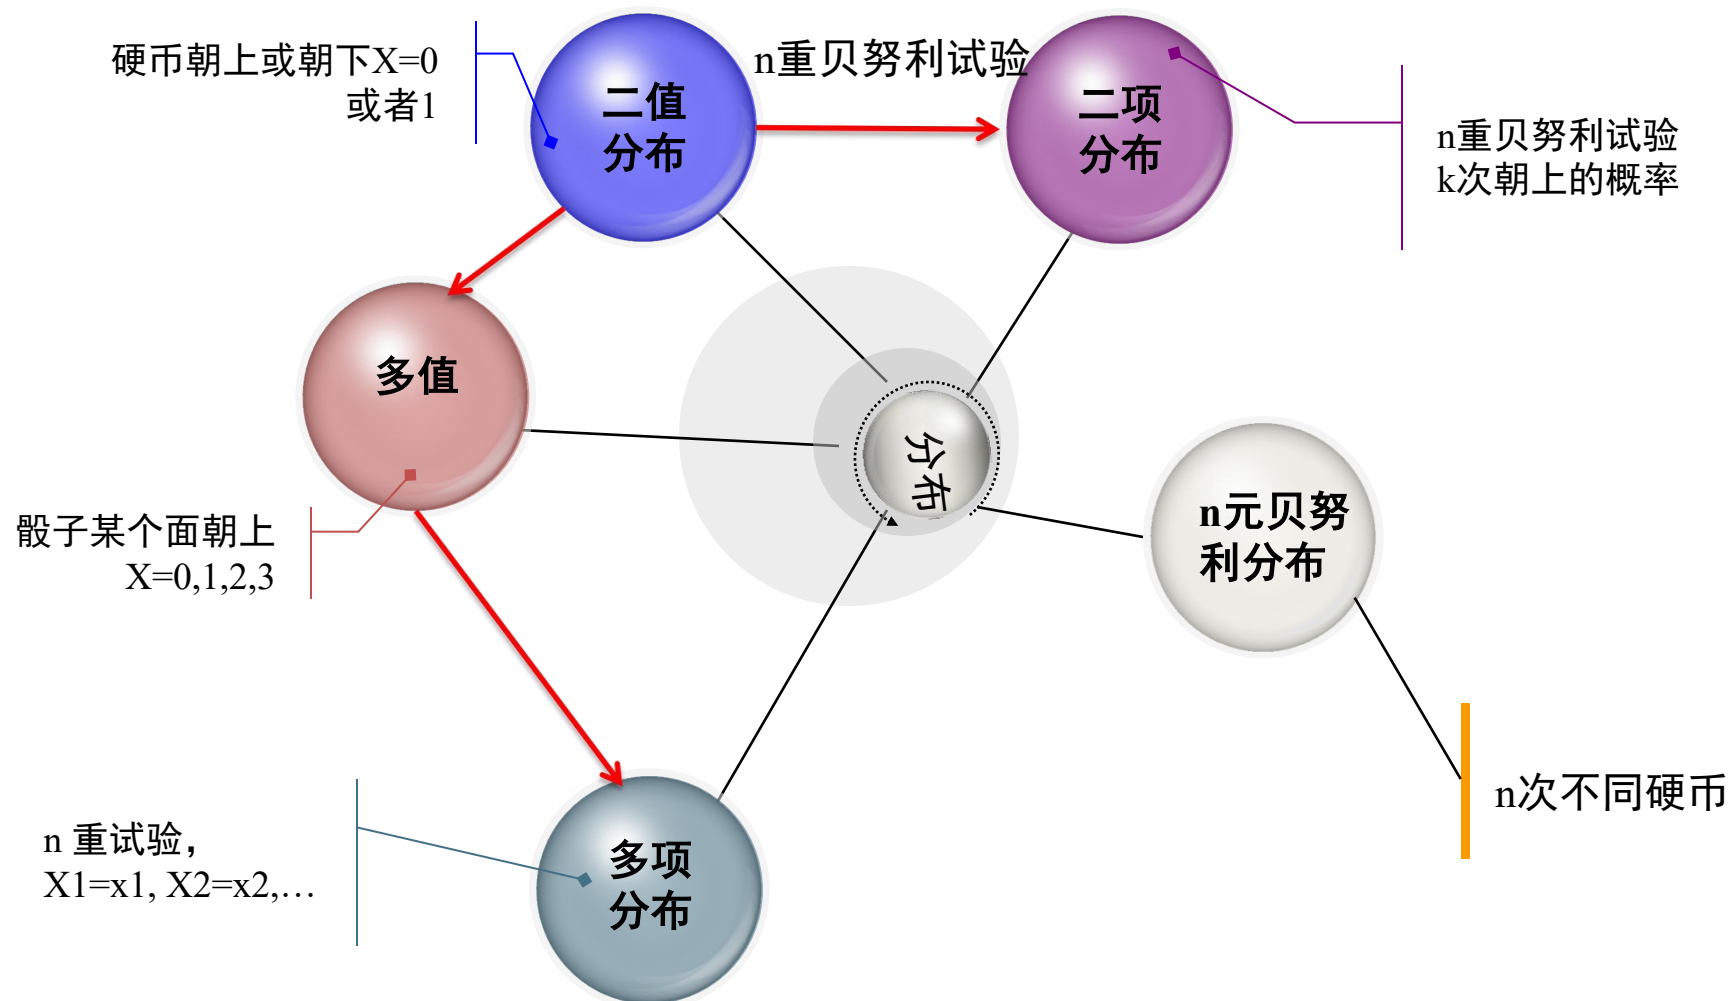 硬币朝上或朝下X=0
或者1
二值
分布
n重贝努利试验
二项
分布
n重贝努利试验
k次朝上的概率
多值
分布
n元贝努
利分布
骰子某个面朝上
X=0,1,2,3
n次不同硬币
n 重试验，
X1=x1, X2=x2,…
多项
分布